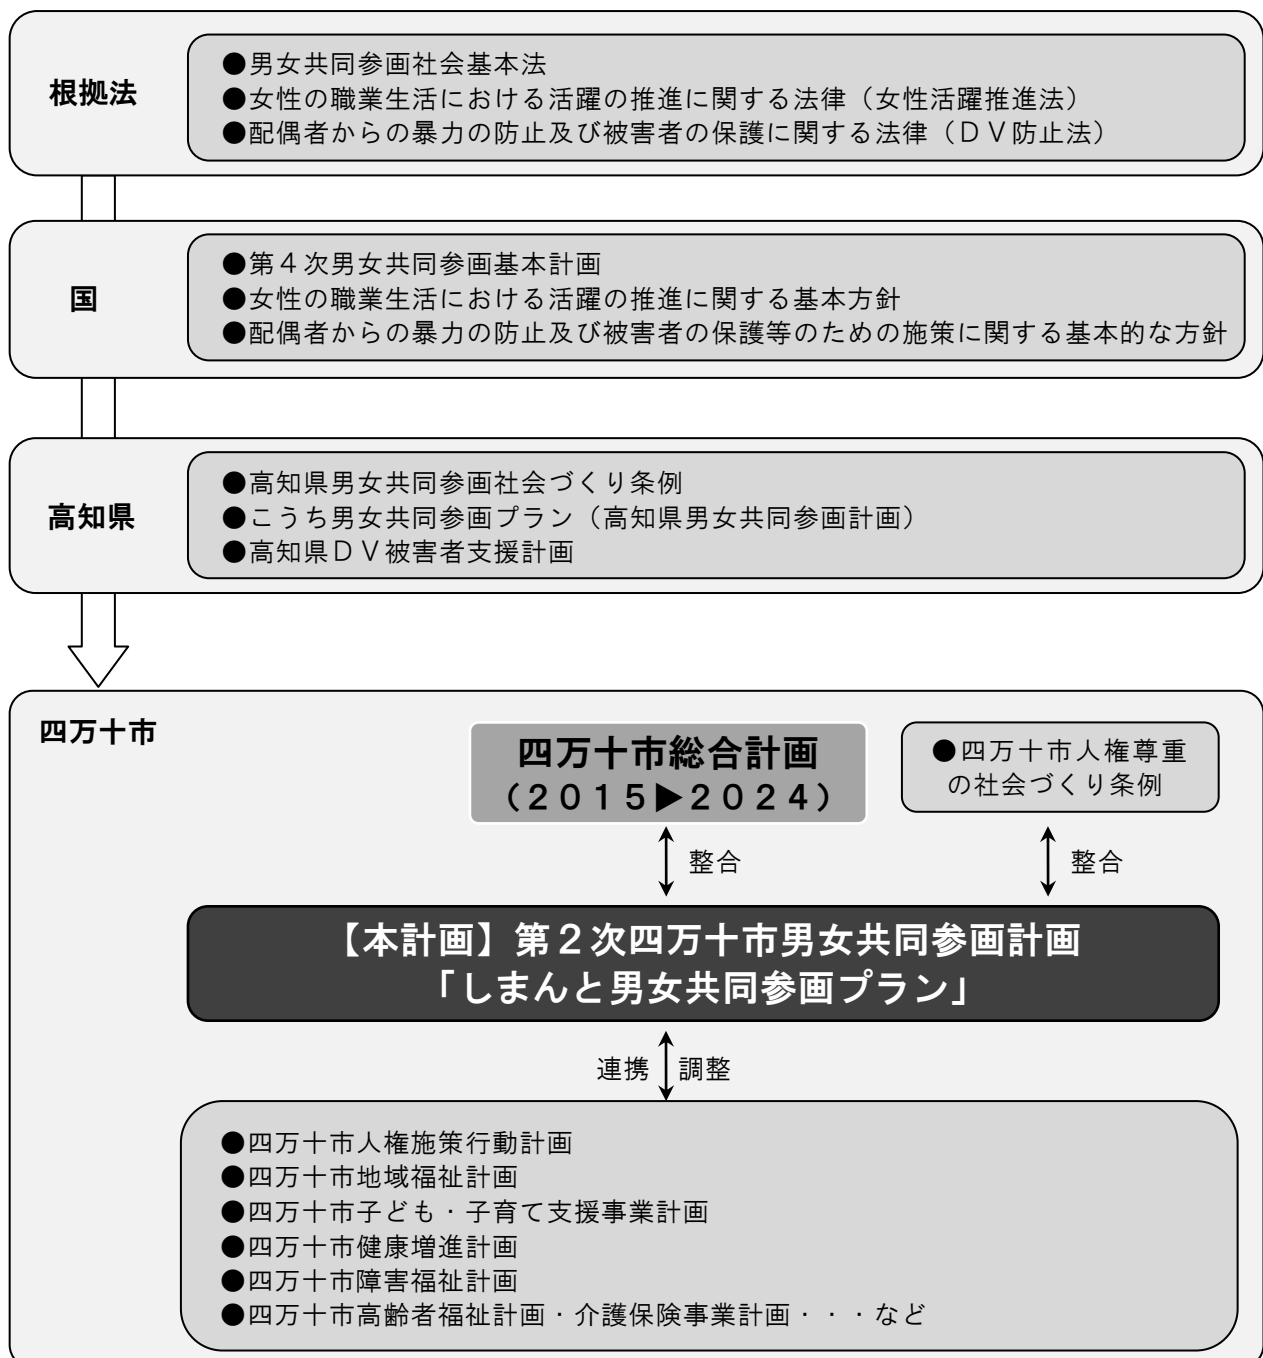 根拠法
●男女共同参画社会基本法
●女性の職業生活における活躍の推進に関する法律（女性活躍推進法）
●配偶者からの暴力の防止及び被害者の保護に関する法律（ＤＶ防止法）
国
●第４次男女共同参画基本計画
●女性の職業生活における活躍の推進に関する基本方針
●配偶者からの暴力の防止及び被害者の保護等のための施策に関する基本的な方針
高知県
●高知県男女共同参画社会づくり条例
●こうち男女共同参画プラン（高知県男女共同参画計画）
●高知県ＤＶ被害者支援計画
四万十市
四万十市総合計画
（２０１５▶２０２４）
●四万十市人権尊重
の社会づくり条例
整合
整合
【本計画】第２次四万十市男女共同参画計画
「しまんと男女共同参画プラン」
連携 調整
●四万十市人権施策行動計画
●四万十市地域福祉計画
●四万十市子ども・子育て支援事業計画
●四万十市健康増進計画
●四万十市障害福祉計画
●四万十市高齢者福祉計画・介護保険事業計画・・・など